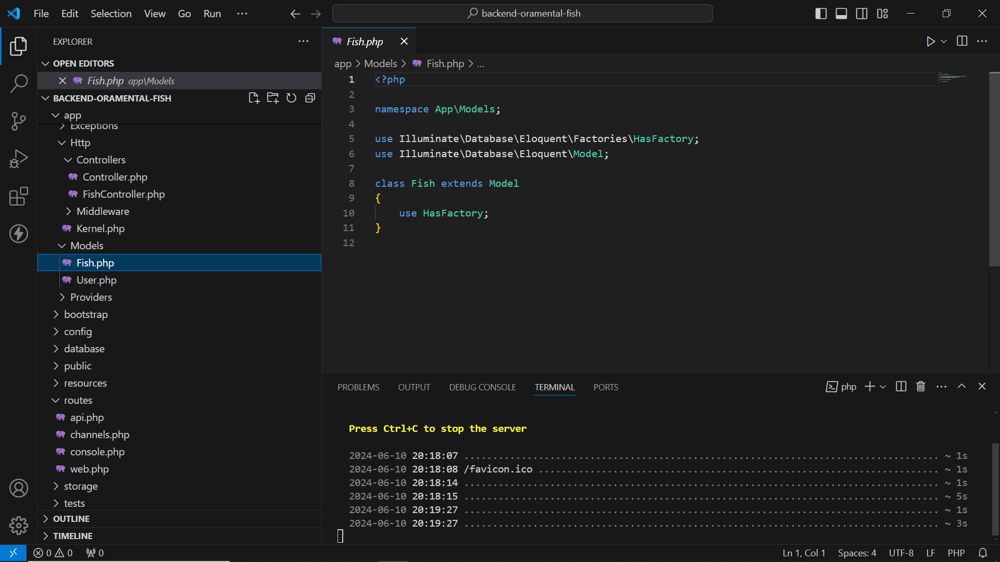 File Edit Selection View Go Run ...
backend-oramental-fish
EXPLORER
OPEN EDITORS
Fish.php app\Models
BACKEND-ORAMENTAL-FISH
app
Exceptions
Http
Controllers
Controller.php
FishController.php
Middleware
Kernel.php
Models
Fish.php
User.php
Providers
bootstrap
config
database
public
resources
routes
api.php
channels.php
console.php
web.php
storage
tests
OUTLINE
TIMELINE
Fish.php
app > Models > Fish.php > ...
1 <?php
2
3 namespace App\Models;
4
5 use Illuminate\Database\Eloquent\Factories\HasFactory;
6 use Illuminate\Database\Eloquent\Model;
7
8 class Fish extends Model
9 {
10 use HasFactory;
11 }
12
PROBLEMS OUTPUT DEBUG CONSOLE TERMINAL PORTS
php
Press Ctrl+C to stop the server
2024-06-10 20:18:07 ................................................................................... ~ 1s
2024-06-10 20:18:08 /favicon.ico ...................................................................... ~ 1s
2024-06-10 20:18:14 ................................................................................... ~ 1s
2024-06-10 20:18:15 ................................................................................... ~ 5s
2024-06-10 20:19:27 ................................................................................... ~ 1s
2024-06-10 20:19:27 ................................................................................... ~ 3s
0 0 0
Ln 1, Col 1 Spaces: 4 UTF-8 LF PHP